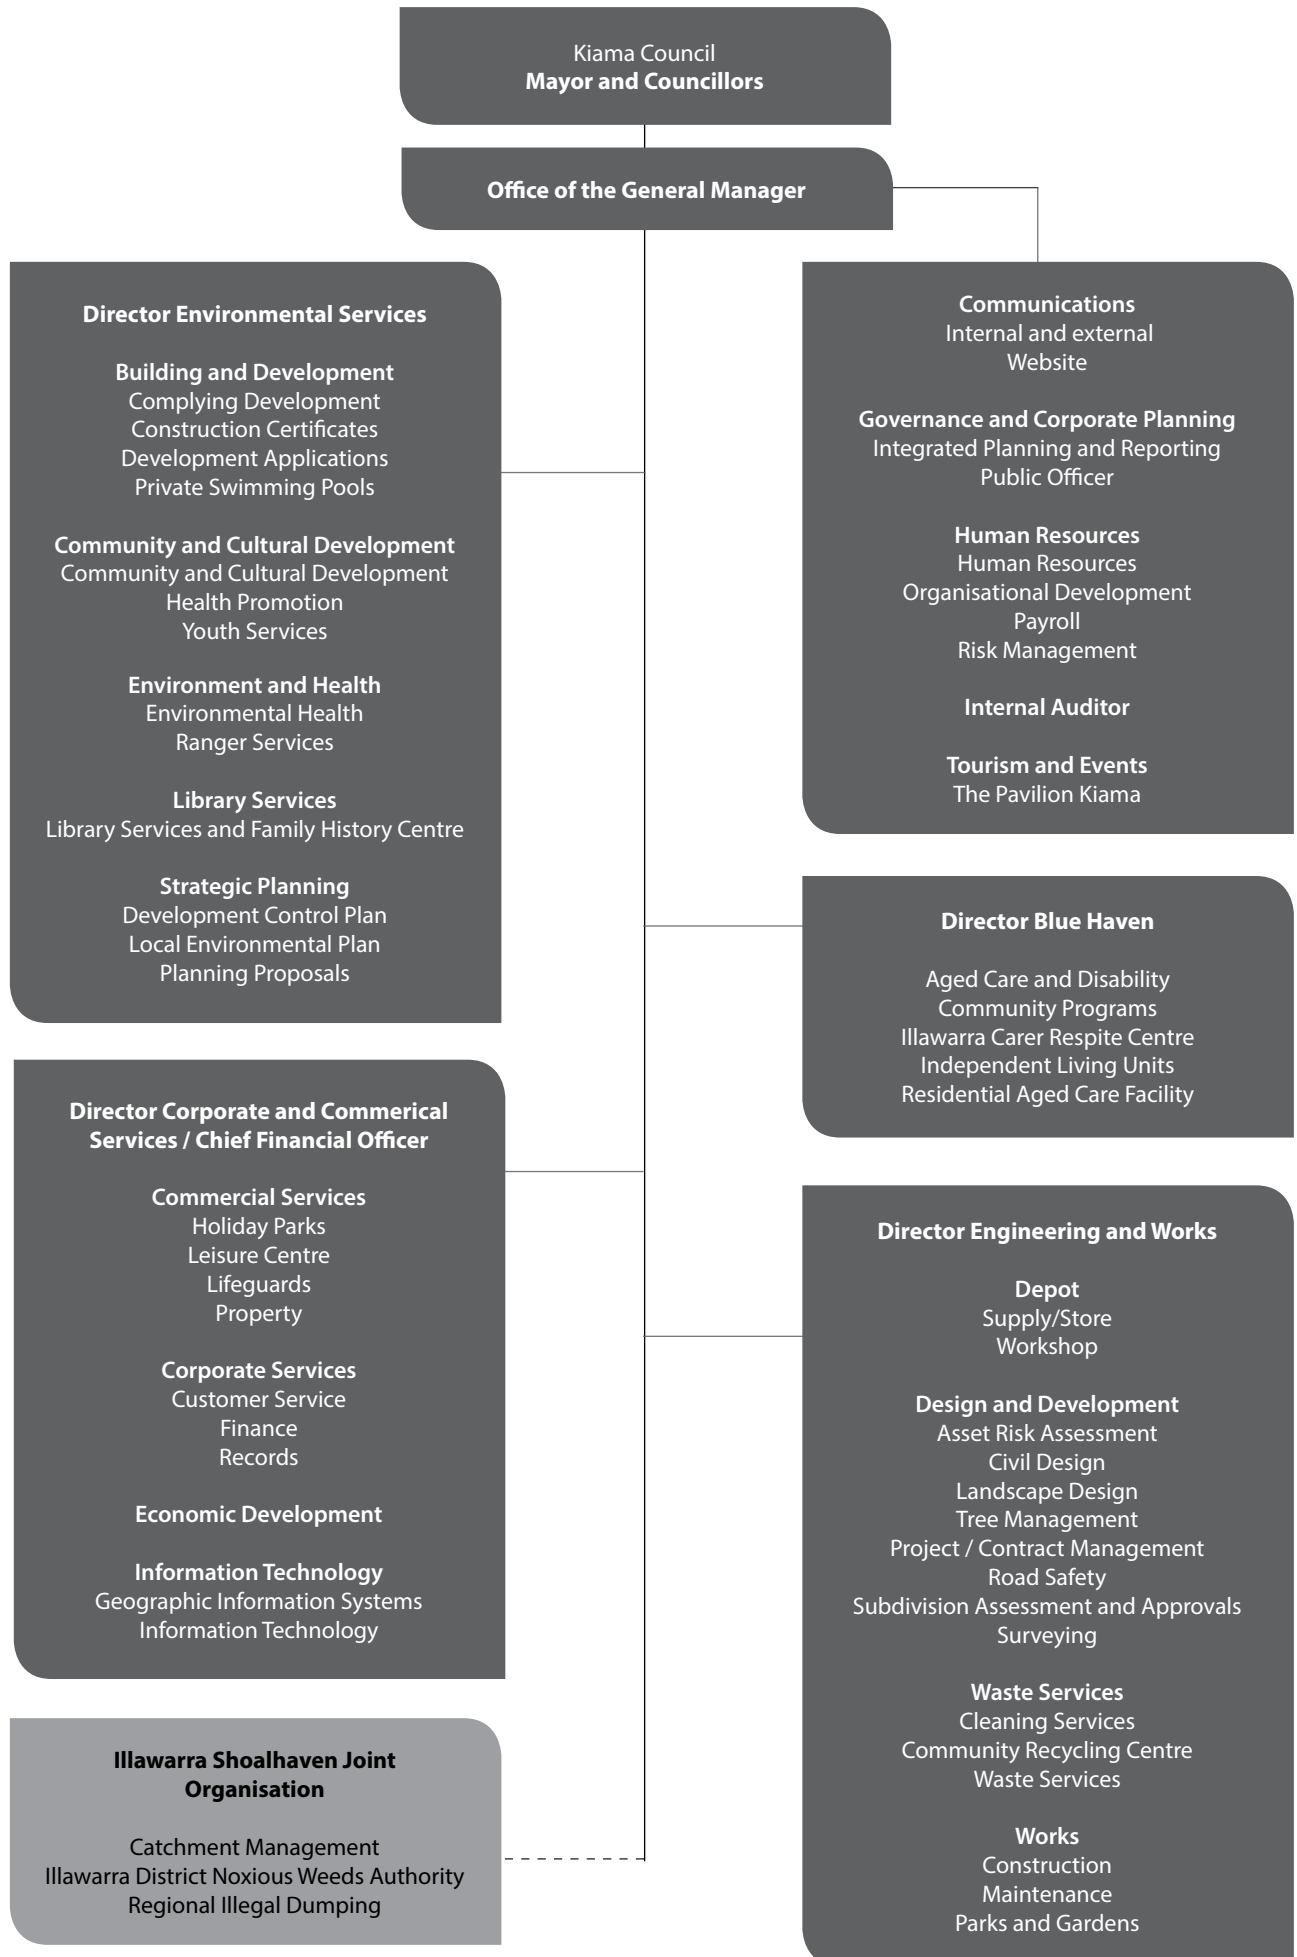 Kiama Council
Mayor and Councillors
Office of the General Manager
Director Environmental Services
Building and Development
Complying Development
Construction Certificates
Development Applications
Private Swimming Pools
Community and Cultural Development
Community and Cultural Development
Health Promotion
Youth Services
Environment and Health
Environmental Health
Ranger Services
Library Services
Library Services and Family History Centre
Strategic Planning
Development Control Plan
Local Environmental Plan
Planning Proposals
Communications
Internal and external
Website
Governance and Corporate Planning
Integrated Planning and Reporting
Public Officer
Human Resources
Human Resources
Organisational Development
Payroll
Risk Management
Internal Auditor
Tourism and Events
The Pavilion Kiama
Director Blue Haven
Aged Care and Disability
Community Programs
Illawarra Carer Respite Centre
Independent Living Units
Residential Aged Care Facility
Director Corporate and Commerical
Services / Chief Financial Officer
Commercial Services
Holiday Parks
Leisure Centre
Lifeguards
Property
Corporate Services
Customer Service
Finance
Records
Economic Development
Information Technology
Geographic Information Systems
Information Technology
Director Engineering and Works
Depot
Supply/Store
Workshop
Design and Development
Asset Risk Assessment
Civil Design
Landscape Design
Tree Management
Project / Contract Management
Road Safety
Subdivision Assessment and Approvals
Surveying
Waste Services
Cleaning Services
Community Recycling Centre
Waste Services
Works
Construction
Maintenance
Parks and Gardens
Illawarra Shoalhaven Joint
Organisation
Catchment Management
Illawarra District Noxious Weeds Authority
Regional Illegal Dumping